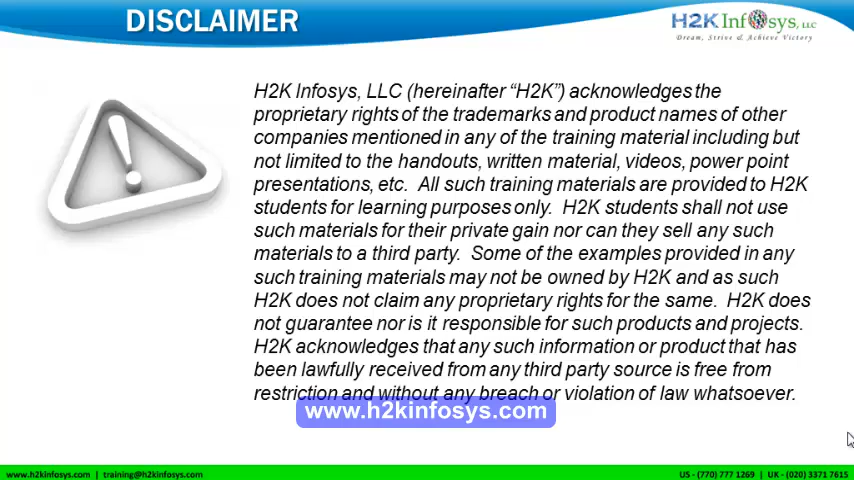 DISCLAIMER
H2K Infosys, LLC
Dream, Strive & Achieve Victory
H2K Infosys, LLC (hereinafter “H2K”) acknowledges the
proprietary rights of the trademarks and product names of other
companies mentioned in any of the training material including but
not limited to the handouts, written material, videos, power point
presentations, etc. All such training materials are provided to H2K
students for learning purposes only. H2K students shall not use
such materials for their private gain nor can they sell any such
materials to a third party. Some of the examples provided in any
such training materials may not be owned by H2K and as such
H2K does not claim any proprietary rights for the same. H2K does
not guarantee nor is it responsible for such products and projects.
H2K acknowledges that any such information or product that has
been lawfully received from any third party source is free from
restriction and without any breach or violation of law whatsoever.
www.h2kinfosys.com
www.h2kinfosys.com | training@h2kinfosys.com
US - (770) 777 1269 | UK - (020) 3371 7615